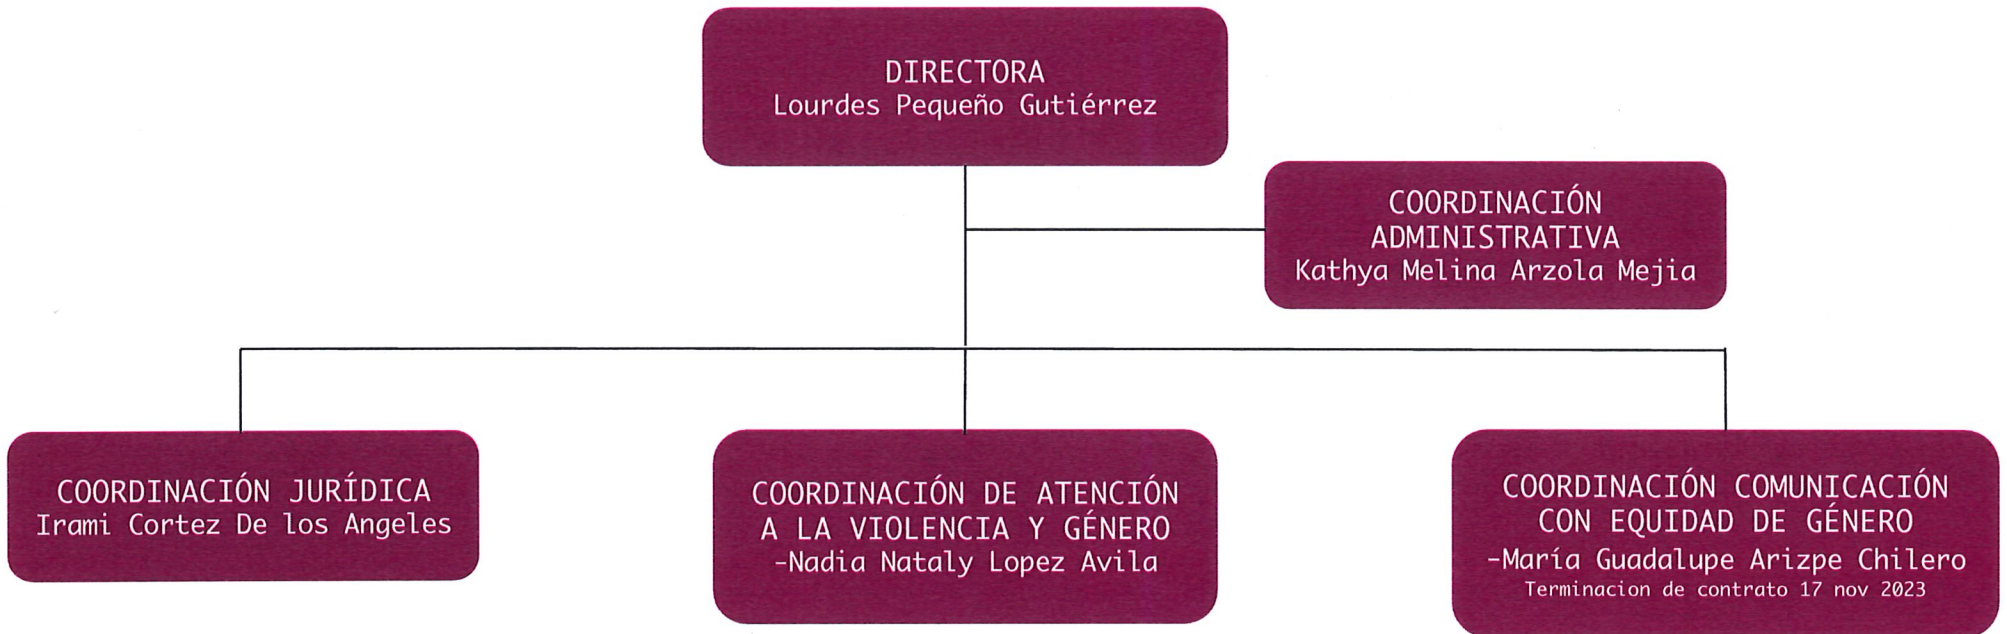 DIRECTORA
Lourdes Pequeño Gutiérrez
COORDINACIÓN
ADMINISTRATIVA
Kathya Melina Arzola Mejia
COORDINACIÓN JURÍDICA
Irami Cortez De los Angeles
COORDINACIÓN DE ATENCIÓN
A LA VIOLENCIA Y GÉNERO
-Nadia Nataly Lopez Avila
COORDINACIÓN COMUNICACIÓN
CON EQUIDAD DE GÉNERO
-María Guadalupe Arizpe Chilero
Terminacion de contrato 17 nov 2023